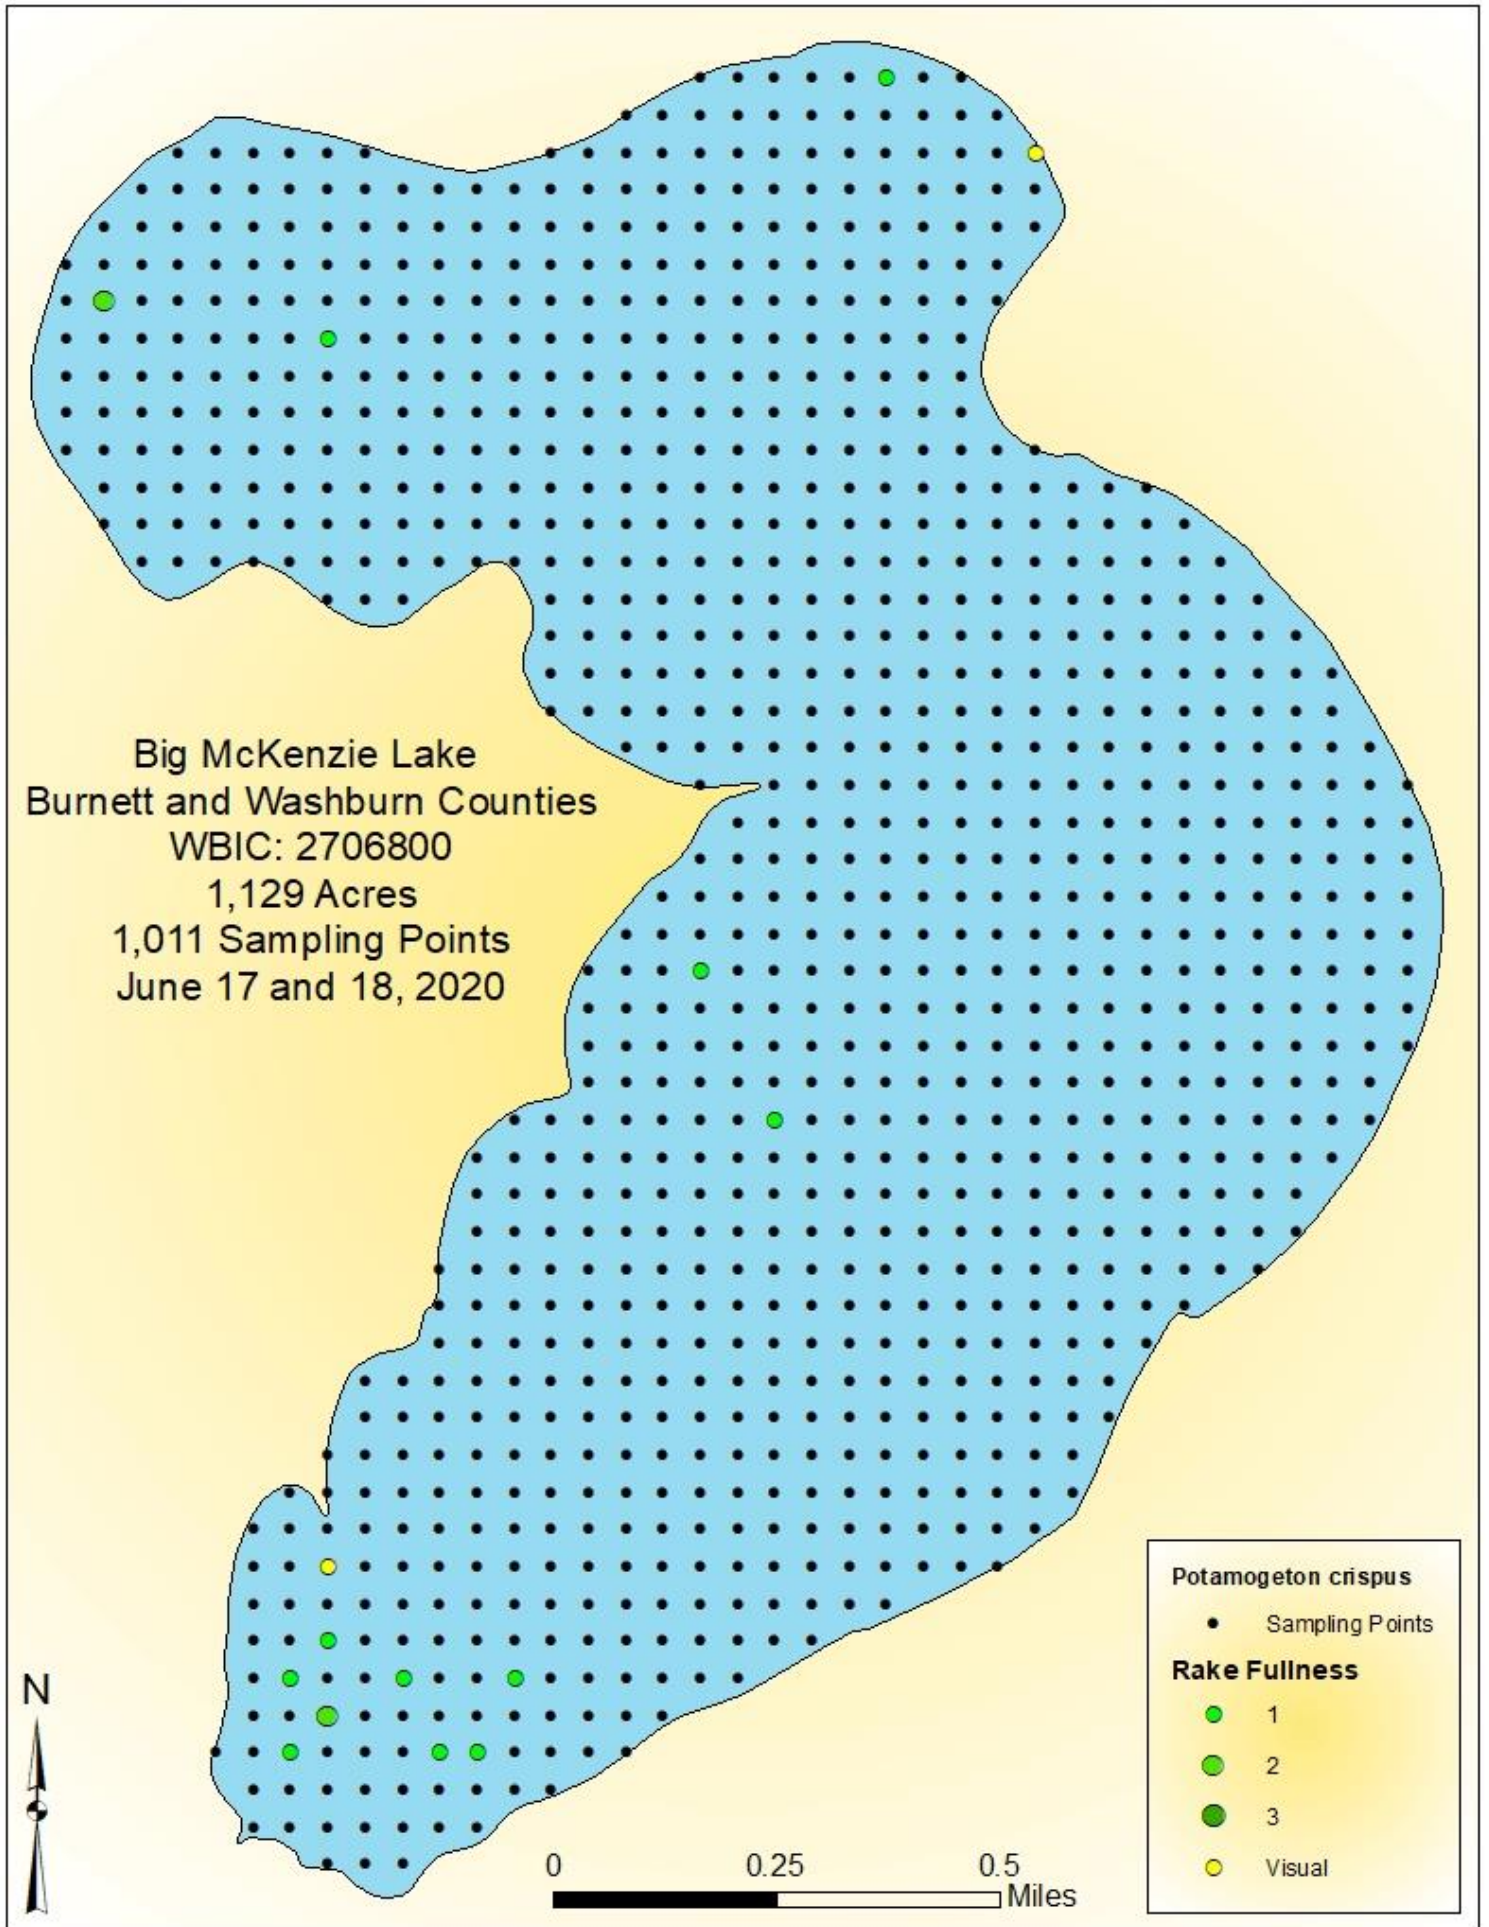 Big McKenzie Lake
Burnett and Washburn Counties
WBIC: 2706800
1,129 Acres
1,011 Sampling Points
June 17 and 18, 2020
Potamogeton crispus
Sampling Points
Rake Fullness
1
2
3
Visual
N
0 0.25 0.5
Miles